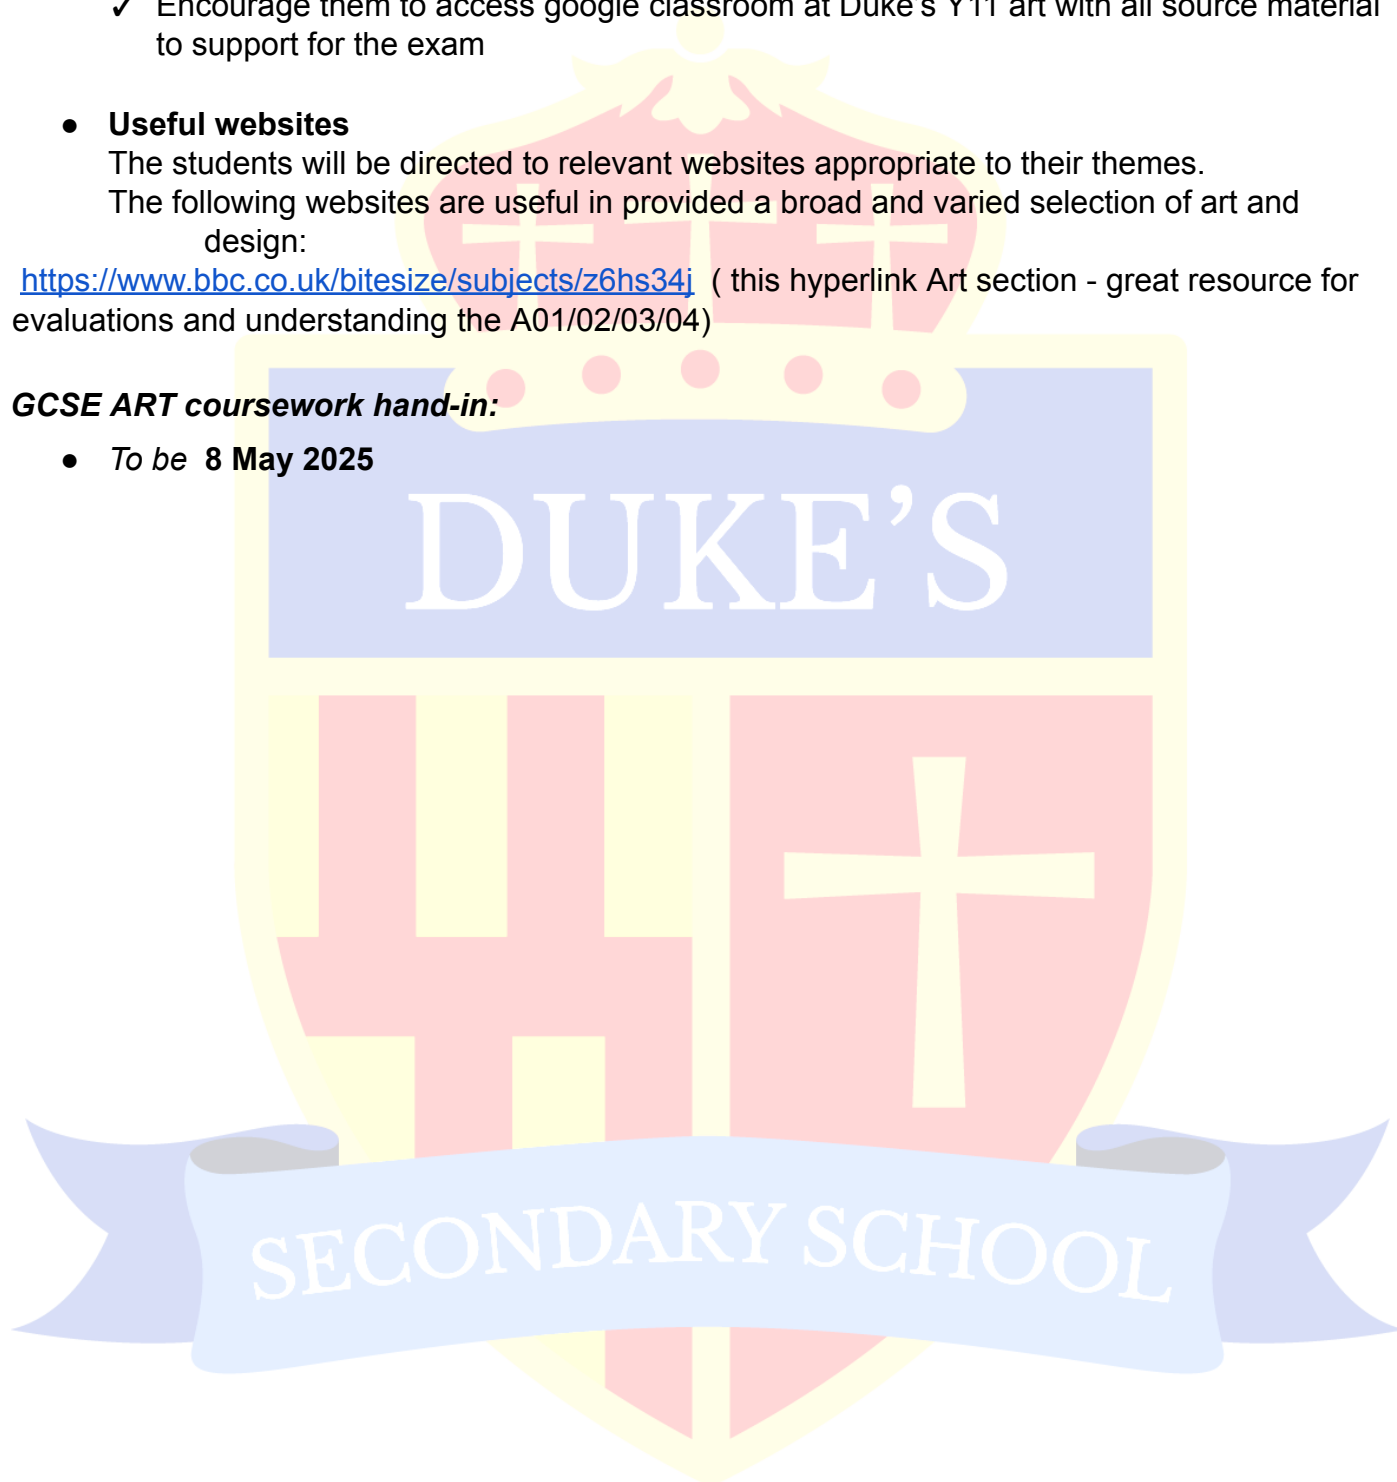 ✓ Encourage them to access google classroom at Duke's Y11 art with all source material
to support for the exam
● Useful websites
The students will be directed to relevant websites appropriate to their themes.
The following websites are useful in provided a broad and varied selection of art and
design:
https://www.bbc.co.uk/bitesize/subjects/z6hs34j ( this hyperlink Art section - great resource for
evaluations and understanding the A01/02/03/04)
GCSE ART coursework hand-in:
● To be 8 May 2025
DUKE'S
SECONDARY SCHOOL